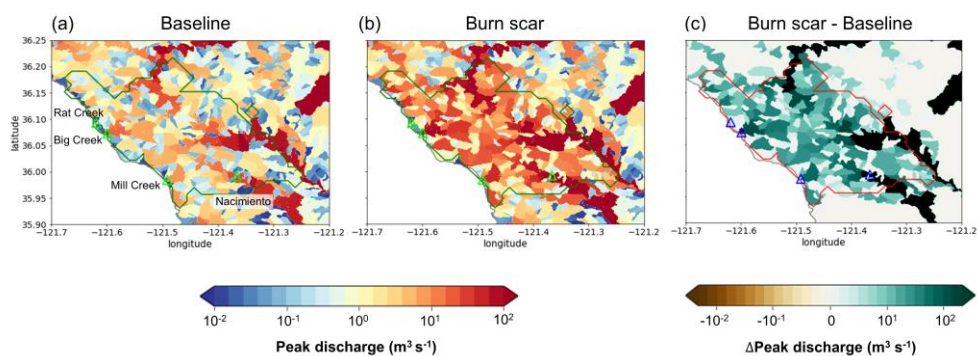 (a) Baseline
(b) Burn scar
(c) Burn scar - Baseline
latitude
36.25
36.20
36.15
36.10
36.05
36.00
35.95
35.90
Rat Creek
Big Creek
Mill Creek
Nacimiento
−121.7 −121.6 −121.5 −121.4 −121.3 −121.2
longitude
−121.7 −121.6 −121.5 −121.4 −121.3 −121.2
longitude
−121.7 −121.6 −121.5 −121.4 −121.3 −121.2
longitude
10⁻² 10⁻¹ 10⁰ 10¹ 10²
Peak discharge (m³ s⁻¹)
-10⁻² -10⁻¹ 0 10¹ 10²
ΔPeak discharge (m³ s⁻¹)